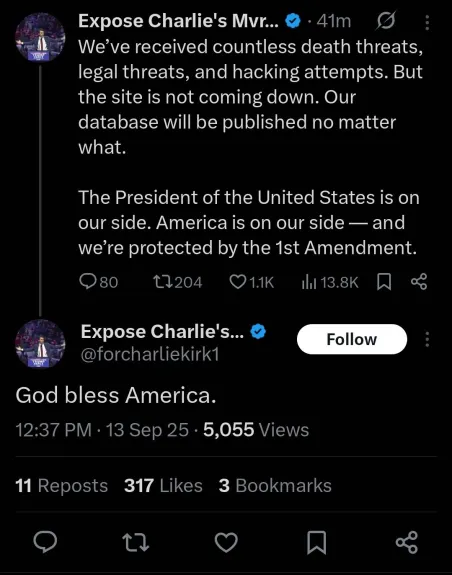 Expose Charlie's Mvr... · 41m
We've received countless death threats,
legal threats, and hacking attempts. But
the site is not coming down. Our
database will be published no matter
what.
The President of the United States is on
our side. America is on our side — and
we're protected by the 1st Amendment.
80 204 1.1K 13.8K
Expose Charlie's...
@forcharliekirk1
Follow
God bless America.
12:37 PM · 13 Sep 25 · 5,055 Views
11 Reposts 317 Likes 3 Bookmarks